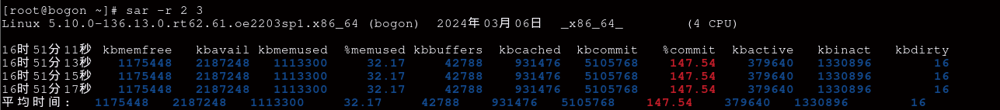 [root@bogon ~]# sar -r 2 3
Linux 5.10.0-136.13.0.rt62.61.oe2203sp1.x86_64 (bogon) 2024年03月06日 _x86_64_ (4 CPU)
16时51分11秒 kbmemfree kbavail kbmemused %memused kbbuffers kbcached kbcommit %commit kbactive kbinact kbdirty
16时51分13秒 1175448 2187248 1113300 32.17 42788 931476 5105768 147.54 379640 1330896 16
16时51分15秒 1175448 2187248 1113300 32.17 42788 931476 5105768 147.54 379640 1330896 16
16时51分17秒 1175448 2187248 1113300 32.17 42788 931476 5105768 147.54 379640 1330896 16
平均时间: 1175448 2187248 1113300 32.17 42788 931476 5105768 147.54 379640 1330896 16